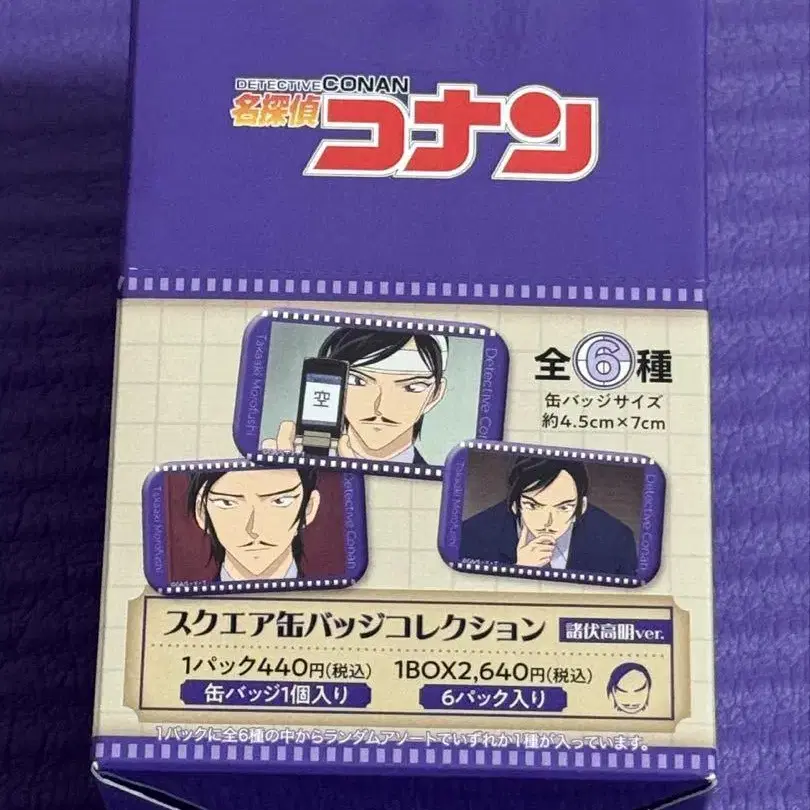 DETECTIVE CONAN
名探偵コナン
全6種
缶バッジサイズ
約4.5cm×7cm
Takaaki Morofushi
空
Detective Conan
Takaaki Morofushi
Detective Conan
Takaaki Morofushi
Detective Conan
スクエア缶バッジコレクション 諸伏高明ver.
1パック440円(税込) 1BOX2,640円(税込)
缶バッジ1個入り 6パック入り
1パックに全6種の中からランダムアソートでいずれか1種が入っています。